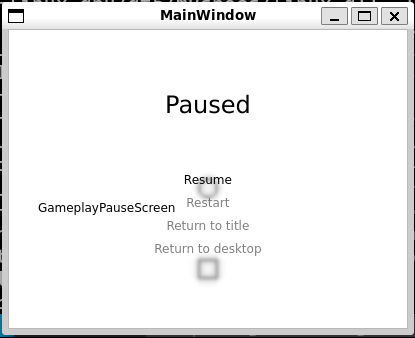 MainWindow
Paused
Resume
Restart
GameplayPauseScreen
Return to title
Return to desktop